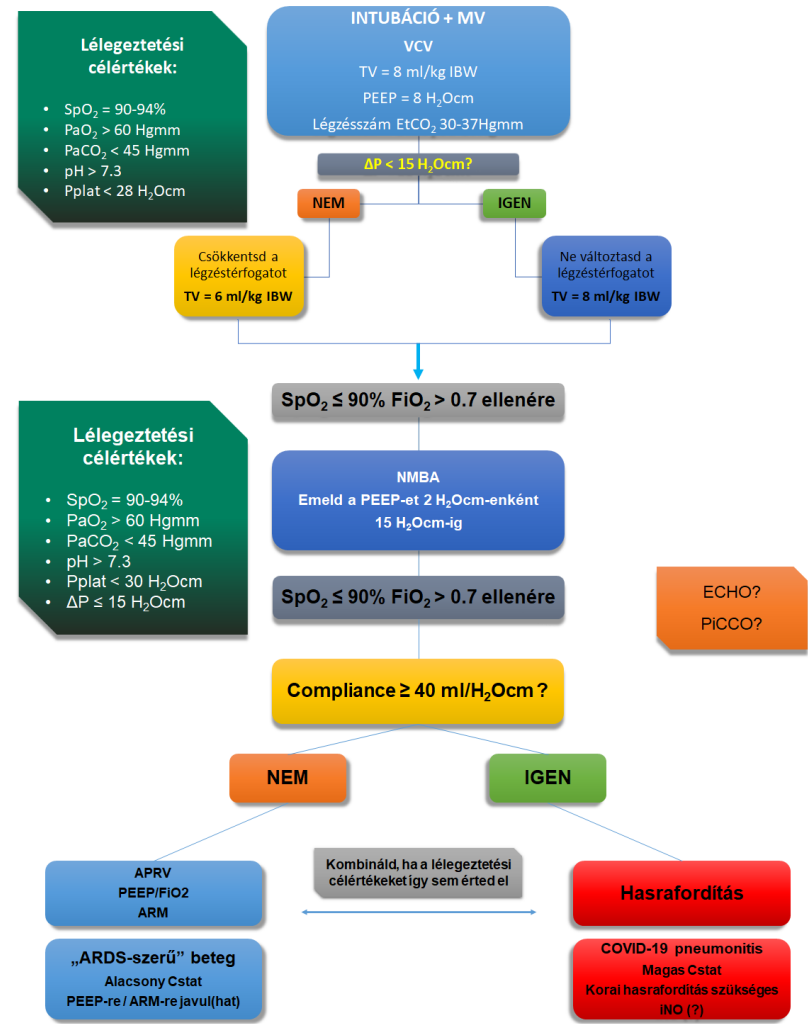 Lélegeztetési
célértékek:
• SpO₂ = 90-94%
• PaO₂ > 60 Hgmm
• PaCO₂ < 45 Hgmm
• pH > 7.3
• Pplat < 28 H₂Ocm
INTUBÁCIÓ + MV
VCV
TV = 8 ml/kg IBW
PEEP = 8 H₂Ocm
Légzésszám EtCO₂ 30-37Hgmm
ΔP < 15 H₂Ocm?
NEM
IGEN
Csökkentsd a
légzéstérfogatot
TV = 6 ml/kg IBW
Ne változtasd a
légzéstérfogatot
TV = 8 ml/kg IBW
SpO₂ ≤ 90% FiO₂ > 0.7 ellenére
Lélegeztetési
célértékek:
• SpO₂ = 90-94%
• PaO₂ > 60 Hgmm
• PaCO₂ < 45 Hgmm
• pH > 7.3
• Pplat < 30 H₂Ocm
• ΔP ≤ 15 H₂Ocm
NMBA
Emeld a PEEP-et 2 H₂Ocm-enként
15 H₂Ocm-ig
SpO₂ ≤ 90% FiO₂ > 0.7 ellenére
ECHO?
PiCCO?
Compliance ≥ 40 ml/H₂Ocm ?
NEM
IGEN
APRV
PEEP/FiO2
ARM
Kombináld, ha a lélegeztetési
célértékeket így sem érted el
Hasrafordítás
„ARDS-szerű” beteg
Alacsony Cstat
PEEP-re / ARM-re javul(hat)
COVID-19 pneumonitis
Magas Cstat
Korai hasrafordítás szükséges
iNO (?)